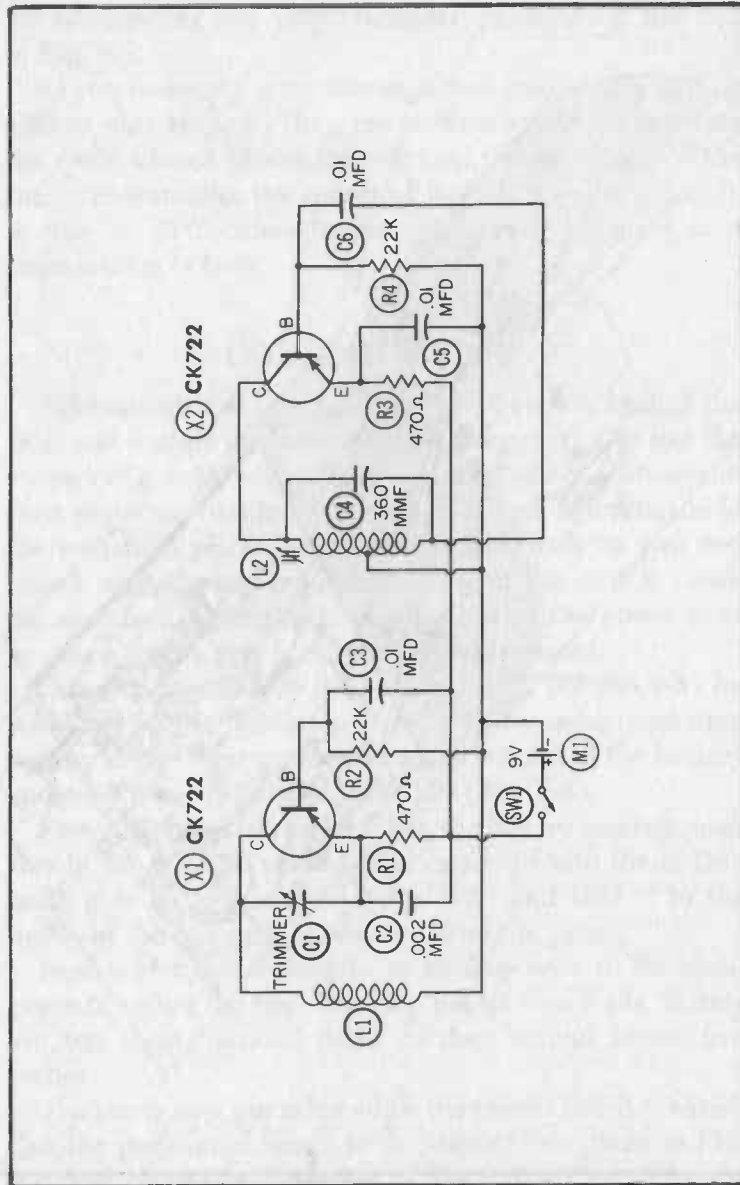 X1 CK722
X2 CK722
C
B
E
TRIMMER
C1
C2
.002
MFD
L1
R1
470Ω
R2
22K
C3
.01
MFD
SW1
9V
M1
L2
C4
360
MMF
C
B
E
R3
470Ω
C5
.01
MFD
R4
22K
C6
.01
MFD